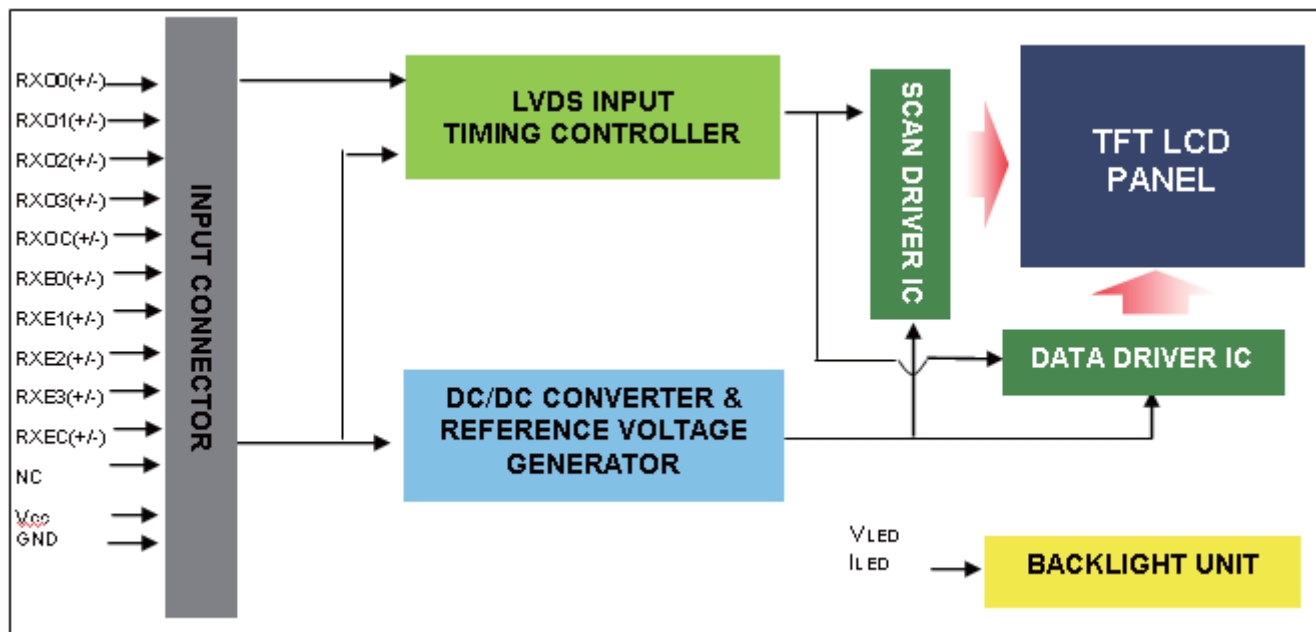 RXO0(+/-)
RXO1(+/-)
RXO2(+/-)
RXO3(+/-)
RXOC(+/-)
RXE0(+/-)
RXE1(+/-)
RXE2(+/-)
RXE3(+/-)
RXEC(+/-)
NC
Vcc
GND
INPUT CONNECTOR
LVDS INPUT
TIMING CONTROLLER
DC/DC CONVERTER &
REFERENCE VOLTAGE
GENERATOR
SCAN DRIVER IC
TFT LCD
PANEL
DATA DRIVER IC
VLED
ILED
BACKLIGHT UNIT